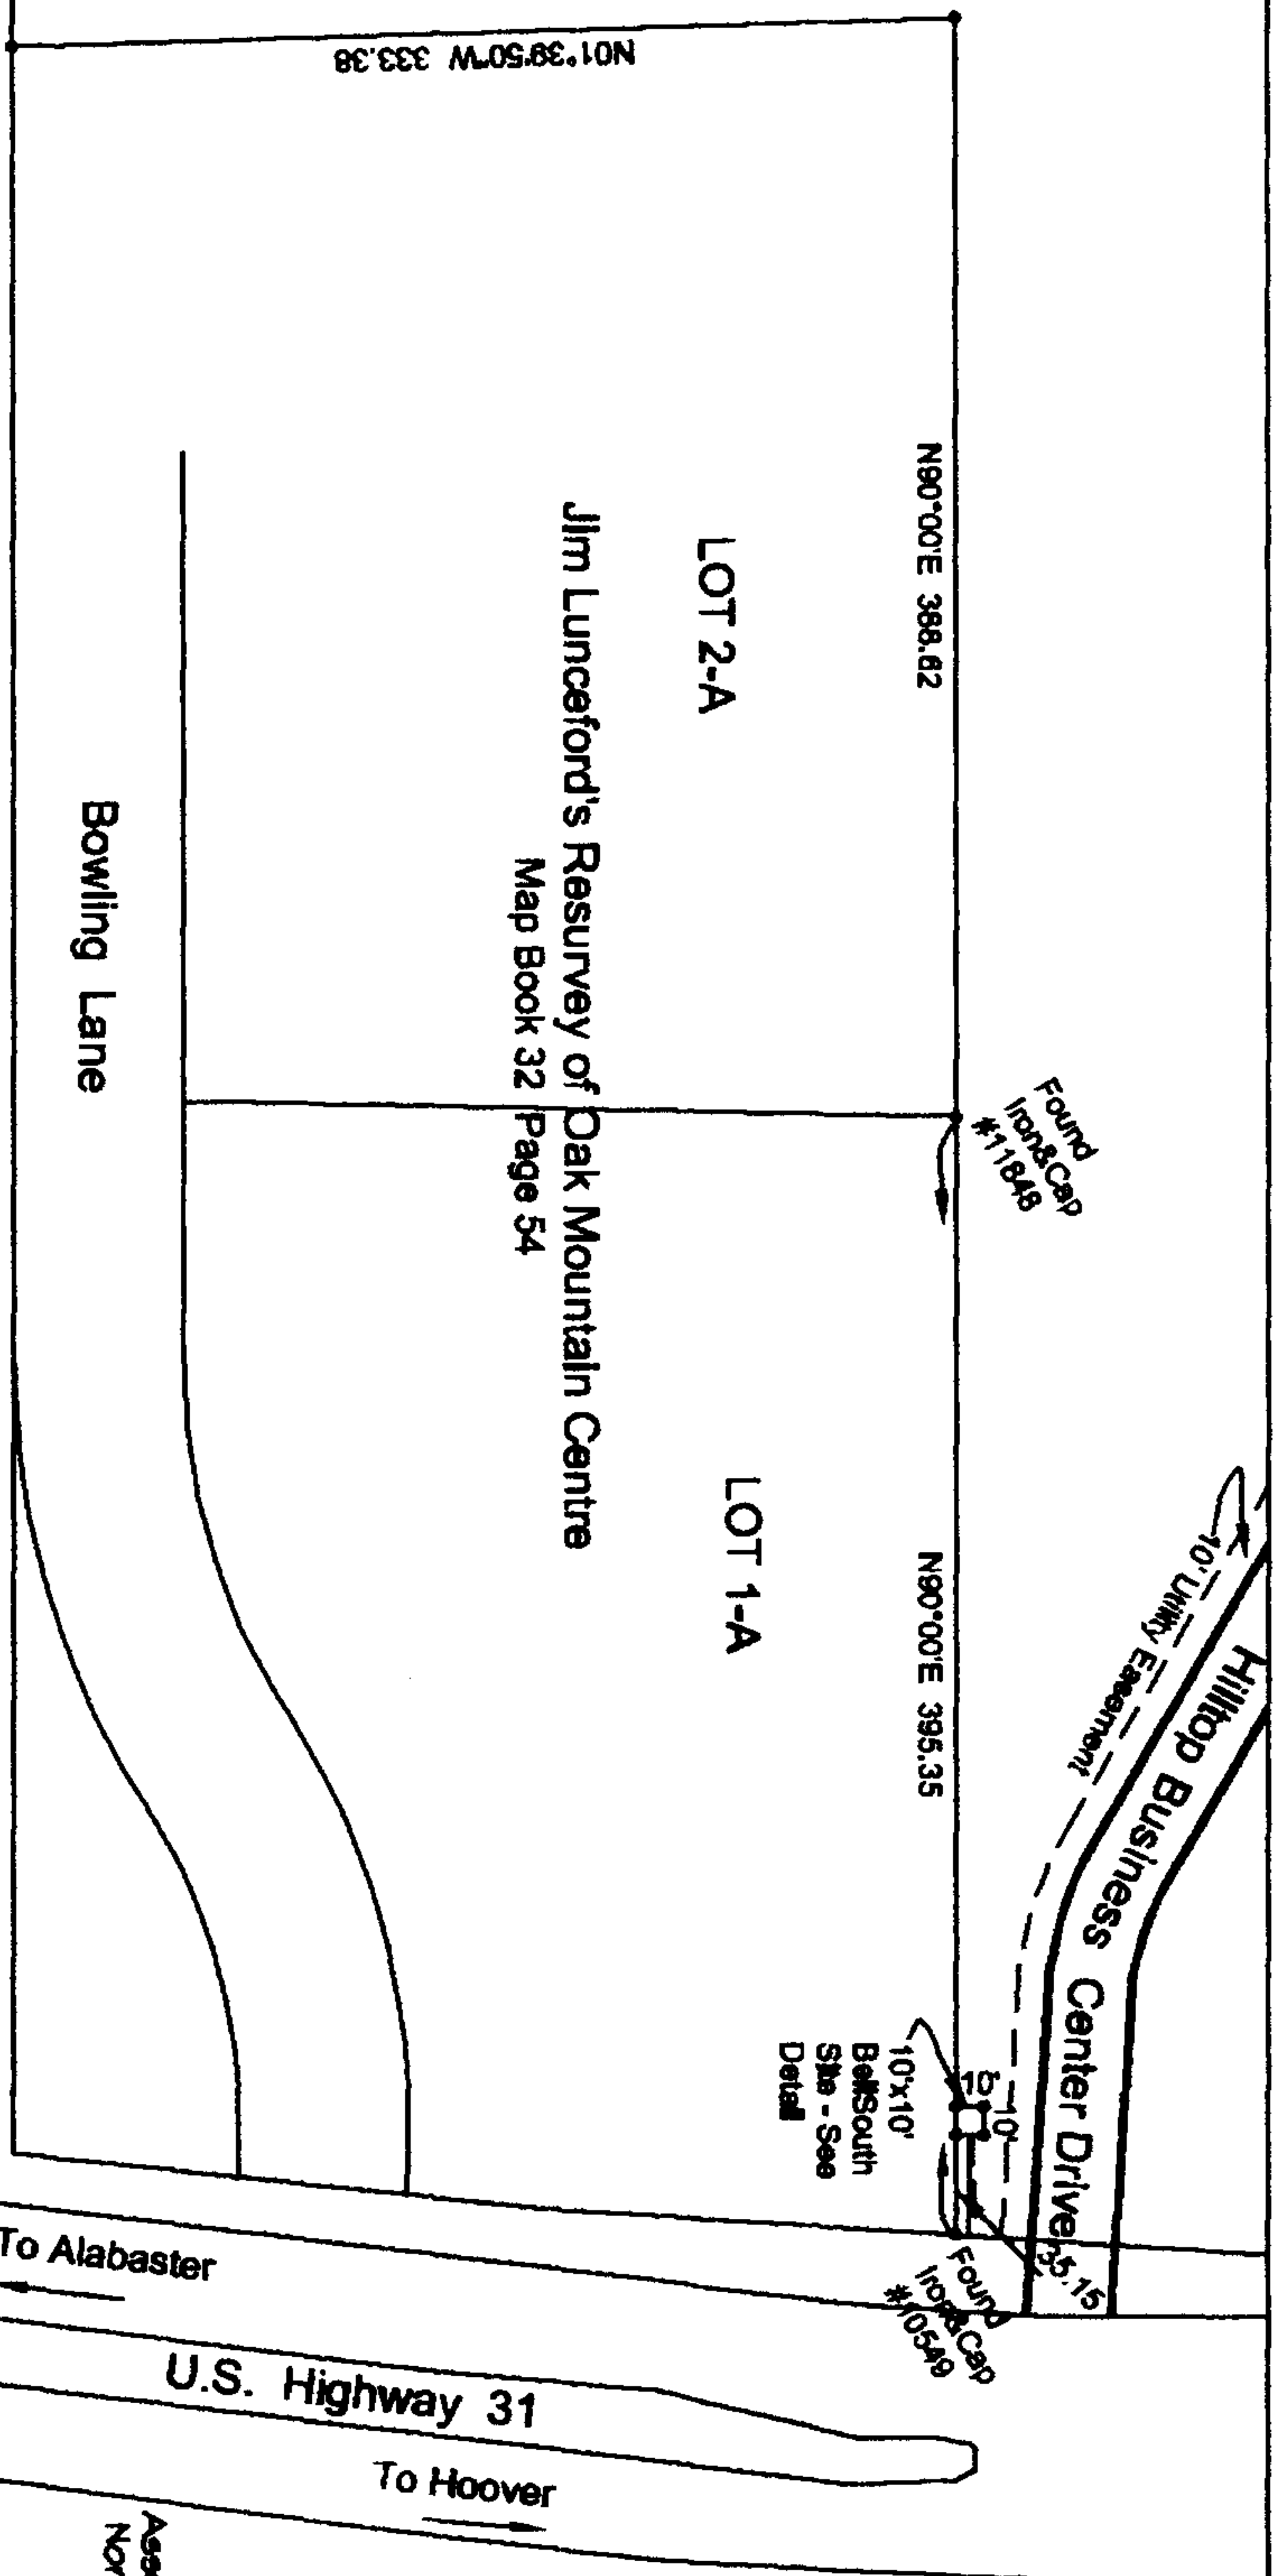 N01°39'50"W 333.38
N90°00'E 388.62
LOT 2-A
Jim Lunceford's Resurvey of Oak Mountain Centre
Map Book 32 Page 54
Bowling Lane
Found
Iron&Cap
#11848
LOT 1-A
N90°00'E 395.35
10' Utility Easement
Hilltop Business Center Drive
10'x10'
BellSouth
Site - See
Detail
10'
10'
35.15
Found
Iron&Cap
#10549
To Alabaster
U.S. Highway 31
To Hoover